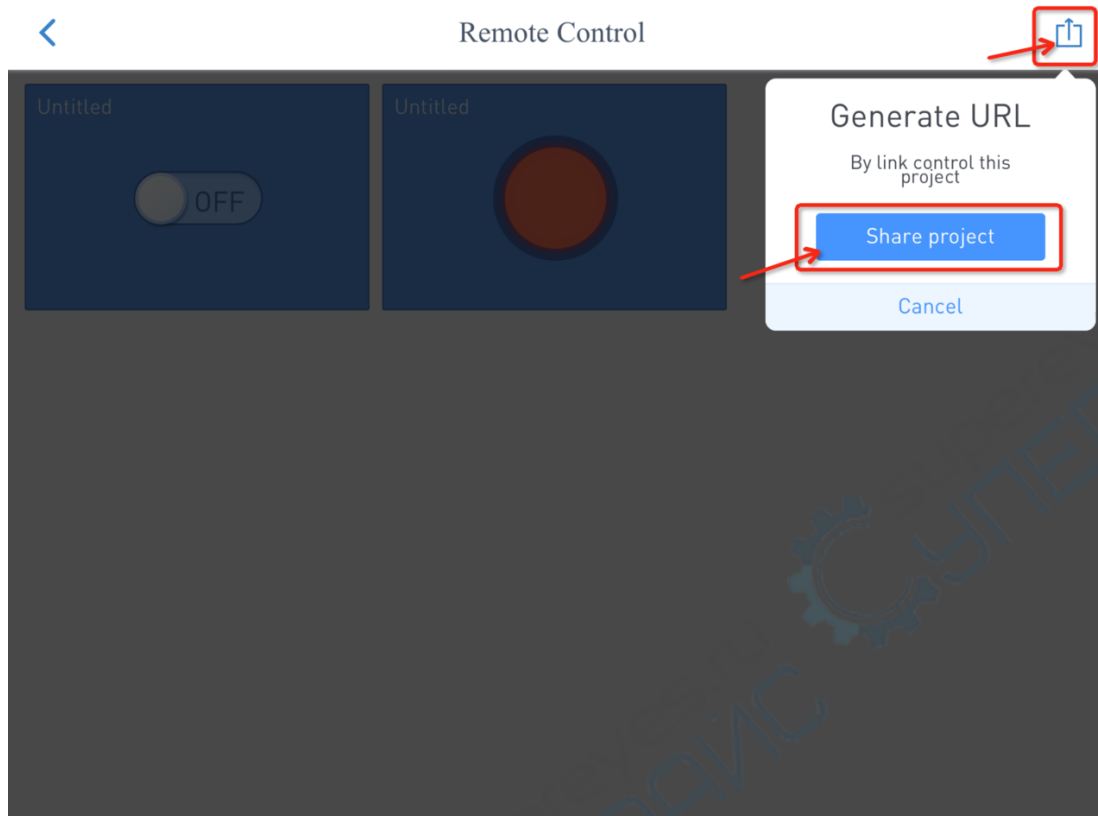 Remote Control
Untitled
Untitled
OFF
Generate URL
By link control this
project
Share project
Cancel